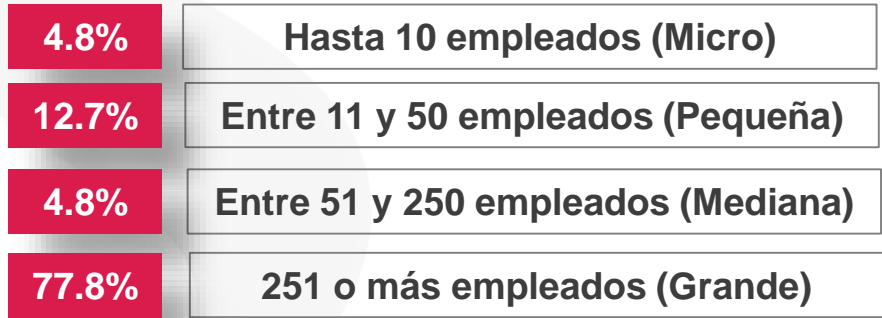 4.8% Hasta 10 empleados (Micro)
12.7% Entre 11 y 50 empleados (Pequeña)
4.8% Entre 51 y 250 empleados (Mediana)
77.8% 251 o más empleados (Grande)